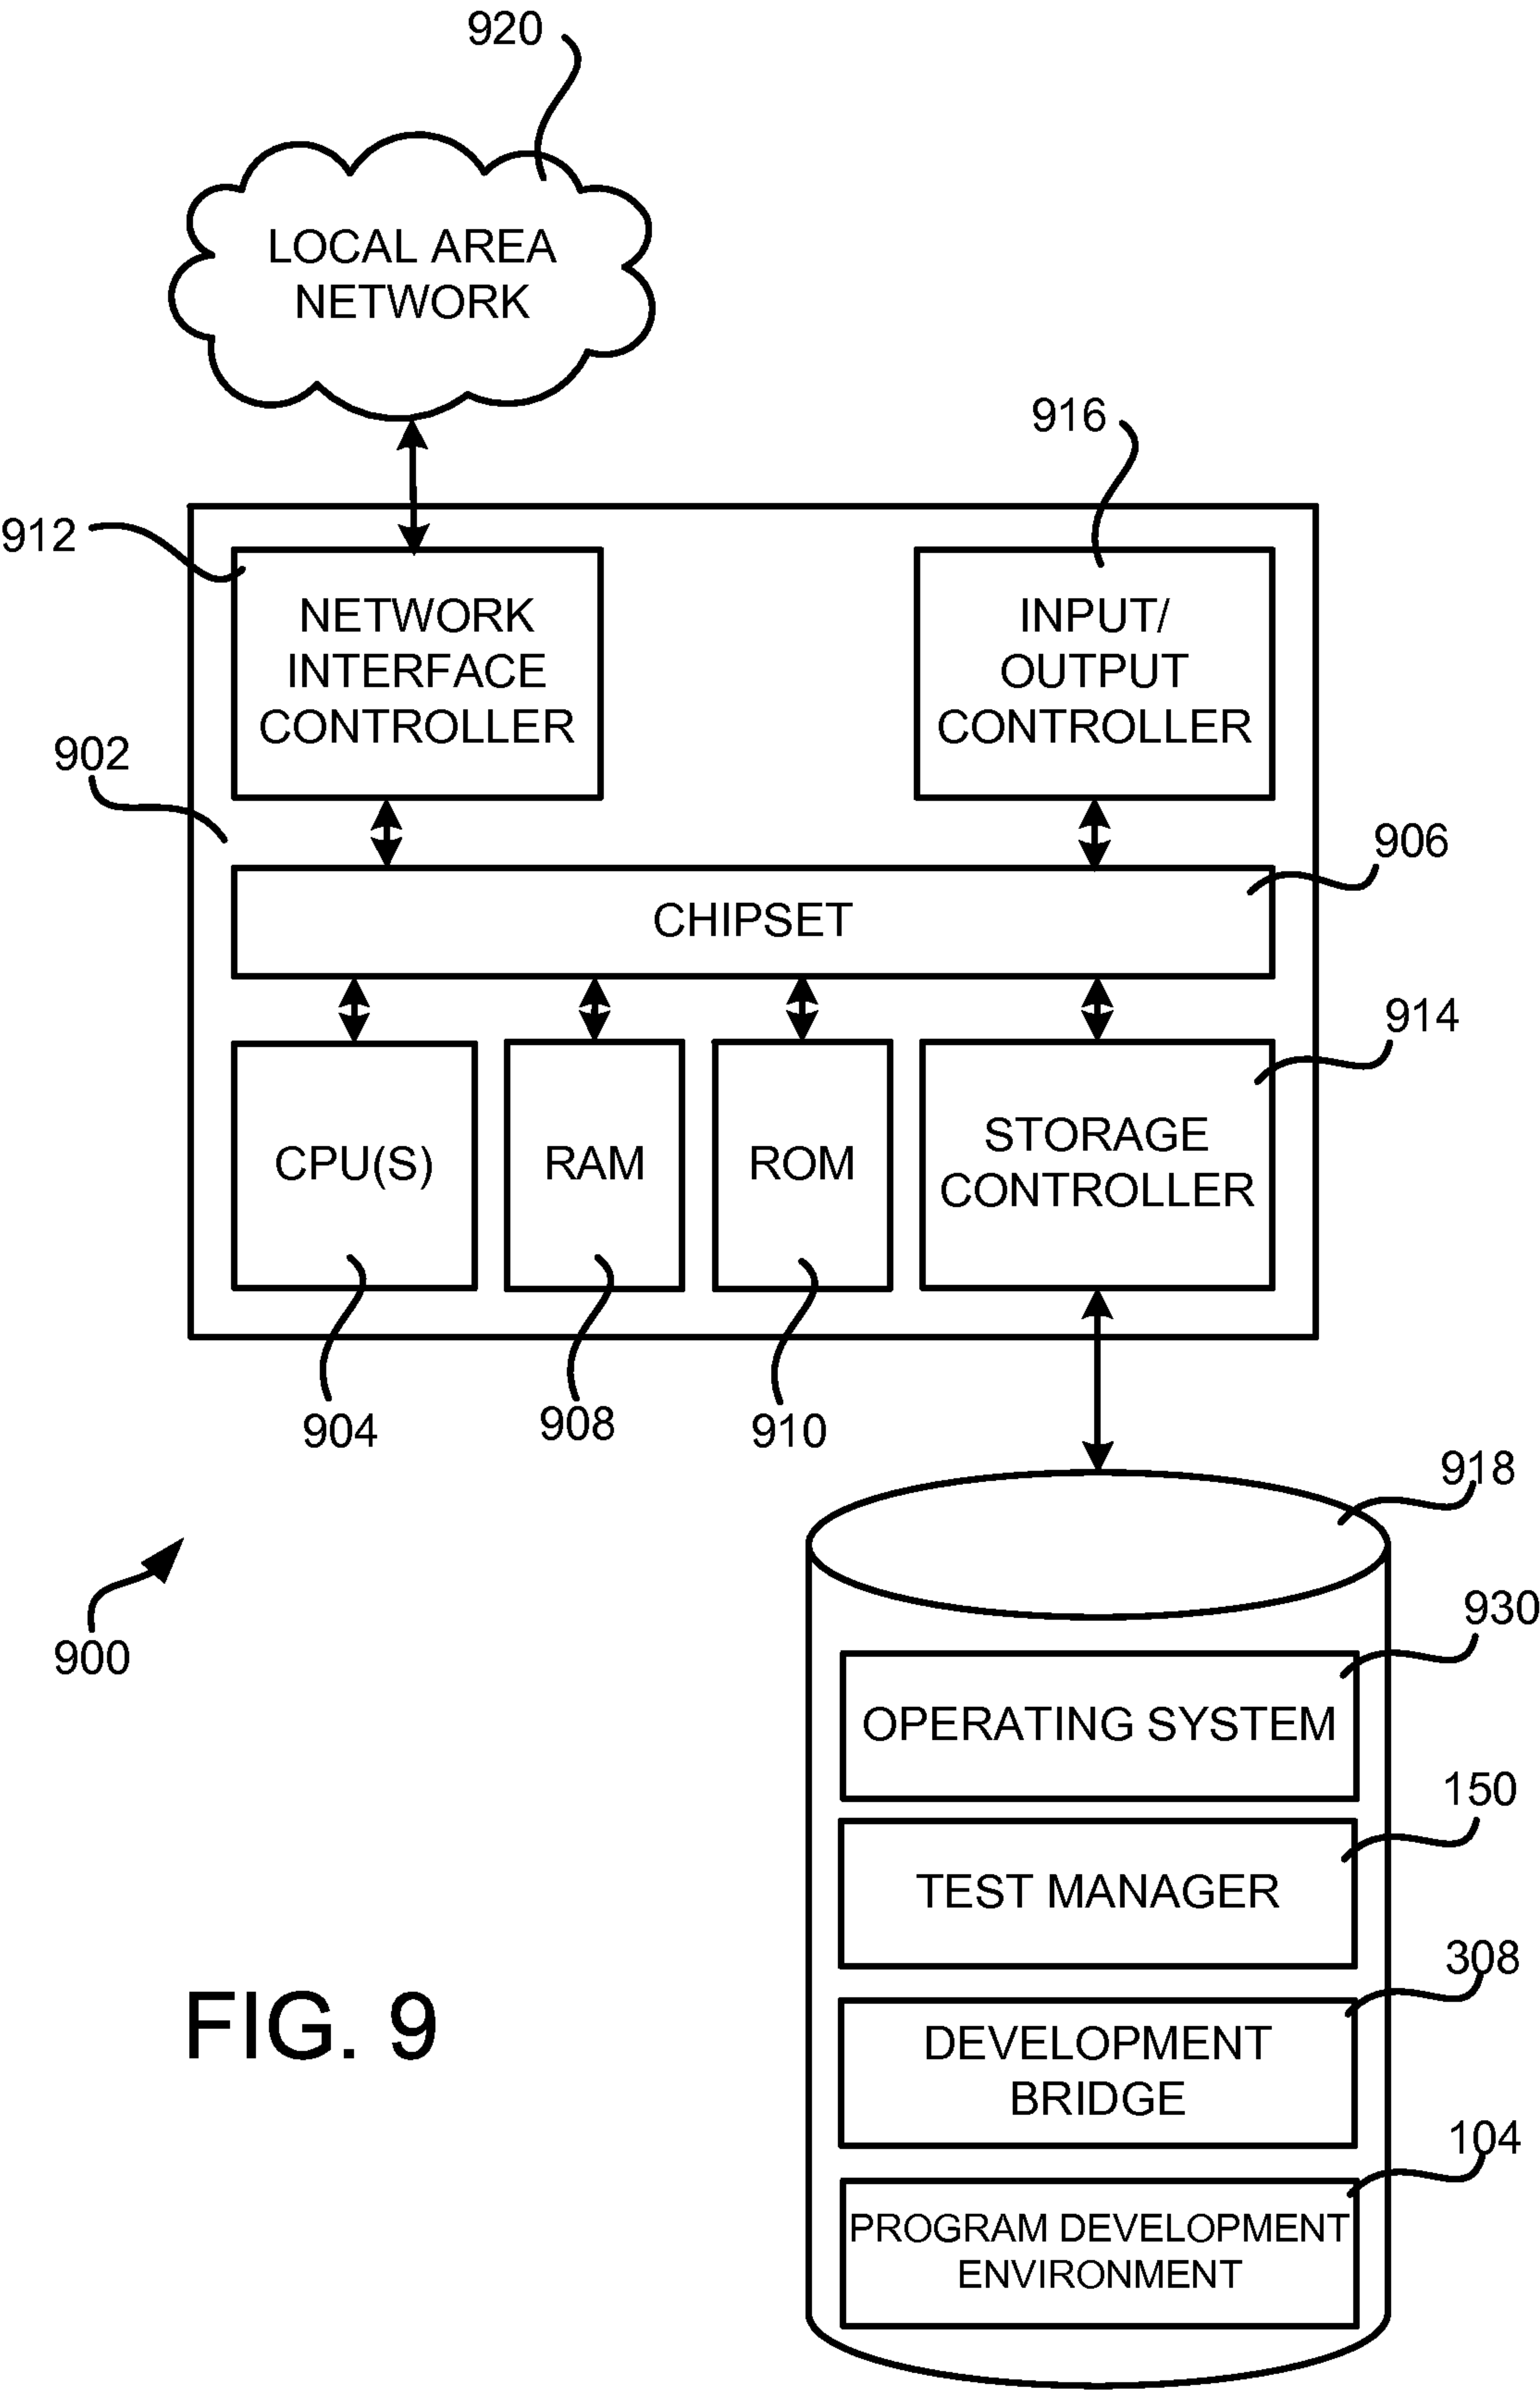 920
LOCAL AREA
NETWORK
916
912
NETWORK
INTERFACE
CONTROLLER
INPUT/
OUTPUT
CONTROLLER
902
906
CHIPSET
914
CPU(S)
RAM
ROM
STORAGE
CONTROLLER
904
908
910
918
900
930
OPERATING SYSTEM
150
TEST MANAGER
308
DEVELOPMENT
BRIDGE
FIG. 9
104
PROGRAM DEVELOPMENT
ENVIRONMENT